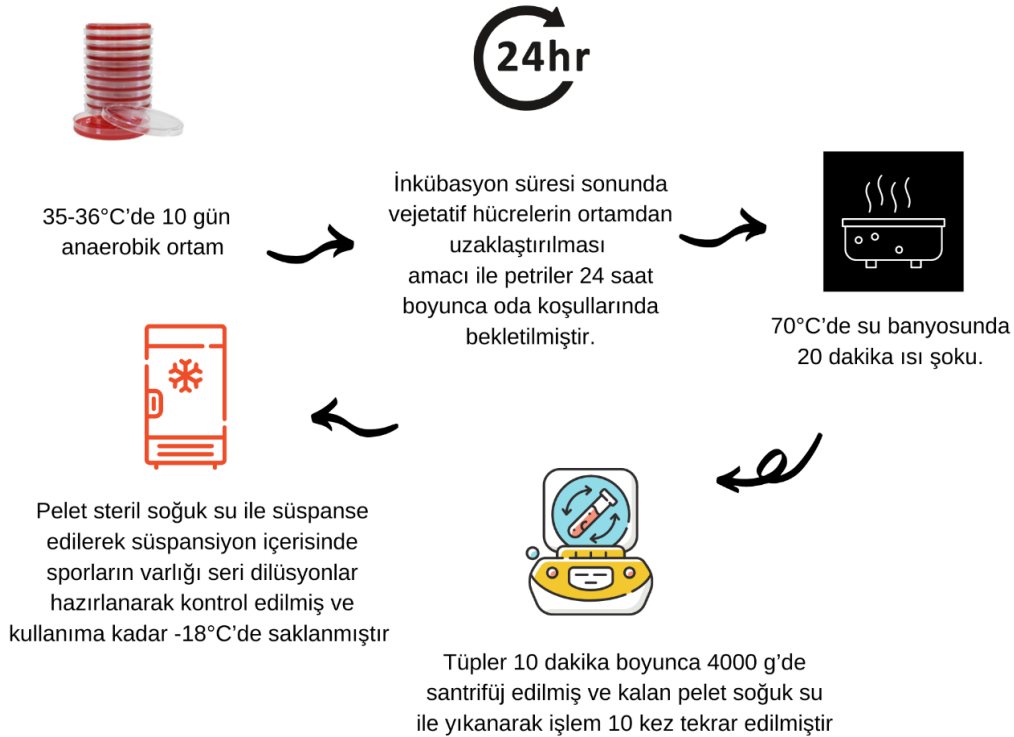 24hr
35-36°C’de 10 gün
anaerobik ortam
İnkübasyon süresi sonunda
vejetatif hücrelerin ortamdan
uzaklaştırılması
amacı ile petriler 24 saat
boyunca oda koşullarında
bekletilmiştir.
70°C’de su banyosunda
20 dakika ısı şoku.
Tüpler 10 dakika boyunca 4000 g’de
santrifüj edilmiş ve kalan pelet soğuk su
ile yıkanarak işlem 10 kez tekrar edilmiştir
Pelet steril soğuk su ile süspanse
edilerek süspansiyon içerisinde
sporların varlığı seri dilüsyonlar
hazırlanarak kontrol edilmiş ve
kullanıma kadar -18°C’de saklanmıştır